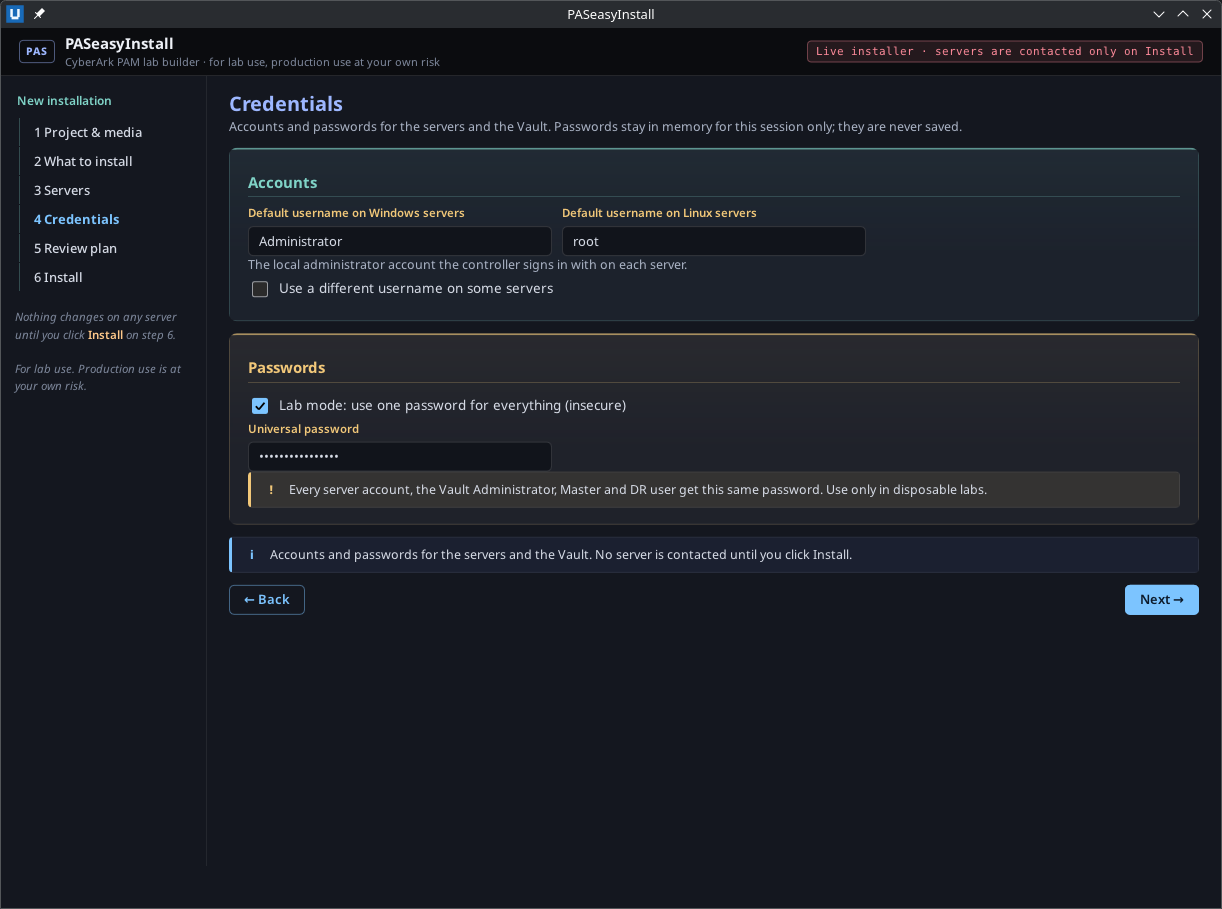 PASeasyInstall
PAS
PASeasyInstall
CyberArk PAM lab builder · for lab use, production use at your own risk
Live installer · servers are contacted only on Install
New installation
1 Project & media
2 What to install
3 Servers
4 Credentials
5 Review plan
6 Install
Nothing changes on any server
until you click Install on step 6.
For lab use. Production use is at
your own risk.
Credentials
Accounts and passwords for the servers and the Vault. Passwords stay in memory for this session only; they are never saved.
Accounts
Default username on Windows servers
Default username on Linux servers
Administrator
root
The local administrator account the controller signs in with on each server.
Use a different username on some servers
Passwords
Lab mode: use one password for everything (insecure)
Universal password
••••••••••••••••
! Every server account, the Vault Administrator, Master and DR user get this same password. Use only in disposable labs.
i Accounts and passwords for the servers and the Vault. No server is contacted until you click Install.
← Back
Next →